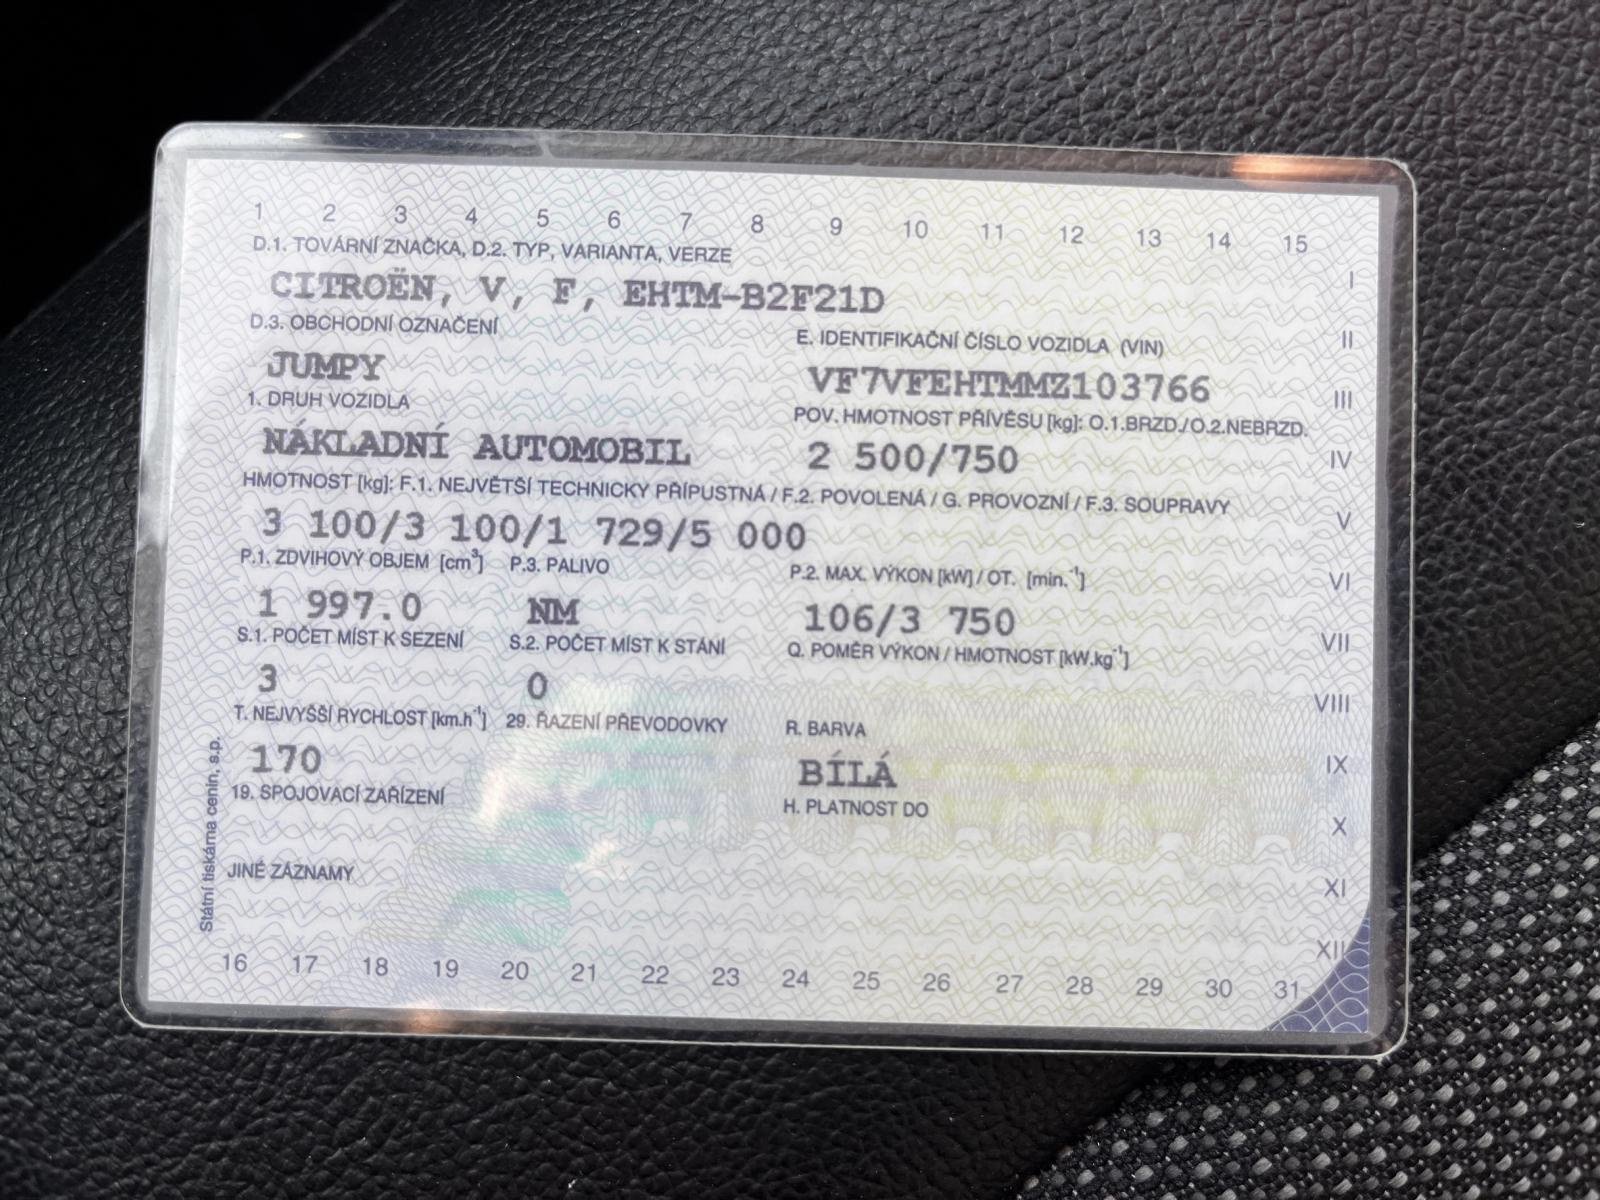 1 2 3 4 5 6 7 8 9 10 11 12 13 14 15
D.1. TOVÁRNÍ ZNAČKA, D.2. TYP, VARIANTA, VERZE
CITROËN, V, F, EHTM-B2F21D
I
D.3. OBCHODNÍ OZNAČENÍ
E. IDENTIFIKAČNÍ ČÍSLO VOZIDLA (VIN)
II
JUMPY
VF7VFEHTMMZ103766
III
1. DRUH VOZIDLA
POV. HMOTNOST PŘÍVĚSU [kg]: O.1.BRZD./O.2.NEBRZD.
NÁKLADNÍ AUTOMOBIL
2 500/750
IV
HMOTNOST [kg]: F.1. NEJVĚTŠÍ TECHNICKY PŘÍPUSTNÁ / F.2. POVOLENÁ / G. PROVOZNÍ / F.3. SOUPRAVY
3 100/3 100/1 729/5 000
V
P.1. ZDVIHOVÝ OBJEM [cm³] P.3. PALIVO
P.2. MAX. VÝKON [kW] / OT. [min.⁻¹]
VI
1 997.0 NM
106/3 750
S.1. POČET MÍST K SEZENÍ S.2. POČET MÍST K STÁNÍ
Q. POMĚR VÝKON / HMOTNOST [kW.kg⁻¹]
VII
3 0
VIII
T. NEJVYŠŠÍ RYCHLOST [km.h⁻¹] 29. ŘAZENÍ PŘEVODOVKY
R. BARVA
170
BÍLÁ
IX
19. SPOJOVACÍ ZAŘÍZENÍ
H. PLATNOST DO
X
JINÉ ZÁZNAMY
XI
XII
Státní tiskárna cenin, s.p.
16 17 18 19 20 21 22 23 24 25 26 27 28 29 30 31